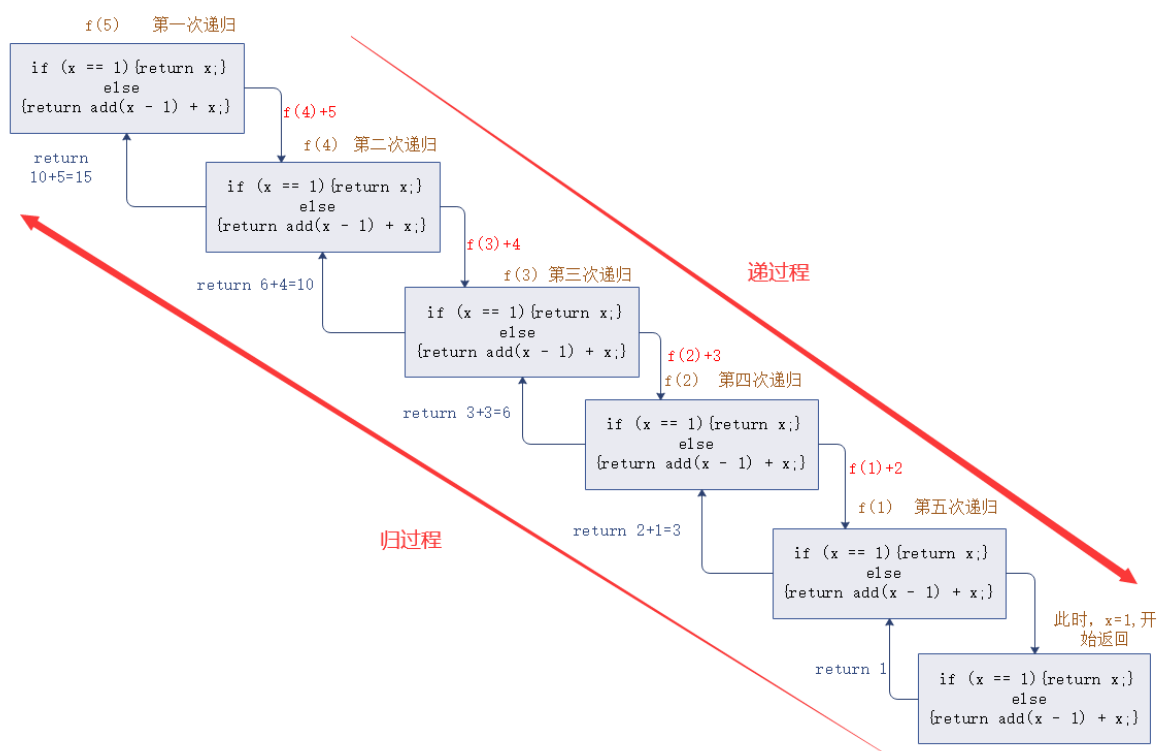 f(5) 第一次递归
if (x == 1){return x;}
else
{return add(x - 1) + x;}
f(4)+5
return
10+5=15
f(4) 第二次递归
if (x == 1){return x;}
else
{return add(x - 1) + x;}
f(3)+4
return 6+4=10
f(3) 第三次递归
递过程
if (x == 1){return x;}
else
{return add(x - 1) + x;}
f(2)+3
f(2) 第四次递归
return 3+3=6
if (x == 1){return x;}
else
{return add(x - 1) + x;}
f(1)+2
f(1) 第五次递归
return 2+1=3
归过程
if (x == 1){return x;}
else
{return add(x - 1) + x;}
此时, x=1,开
始返回
return 1
if (x == 1){return x;}
else
{return add(x - 1) + x;}